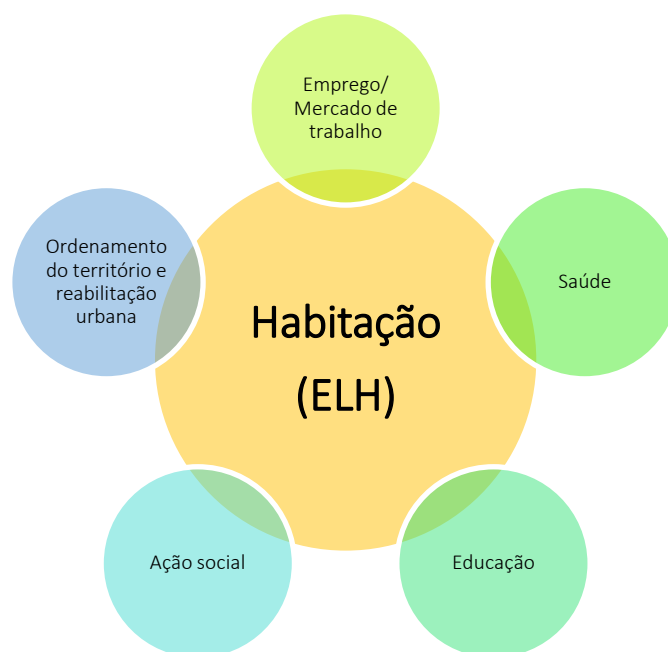 Emprego/
Mercado de
trabalho
Ordenamento
do território e
reabilitação
urbana
Saúde
Habitação
(ELH)
Ação social
Educação